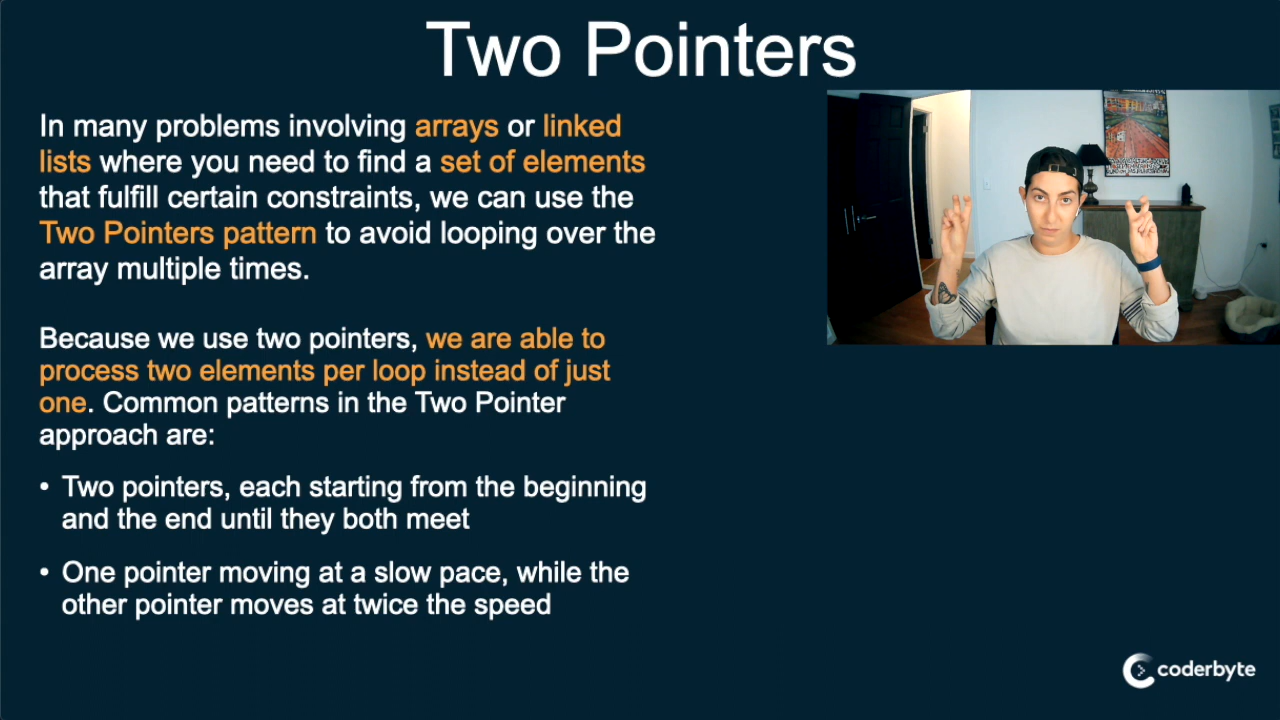 Two Pointers
In many problems involving arrays or linked
lists where you need to find a set of elements
that fulfill certain constraints, we can use the
Two Pointers pattern to avoid looping over the
array multiple times.
Because we use two pointers, we are able to
process two elements per loop instead of just
one. Common patterns in the Two Pointer
approach are:
• Two pointers, each starting from the beginning
and the end until they both meet
• One pointer moving at a slow pace, while the
other pointer moves at twice the speed
coderbyte